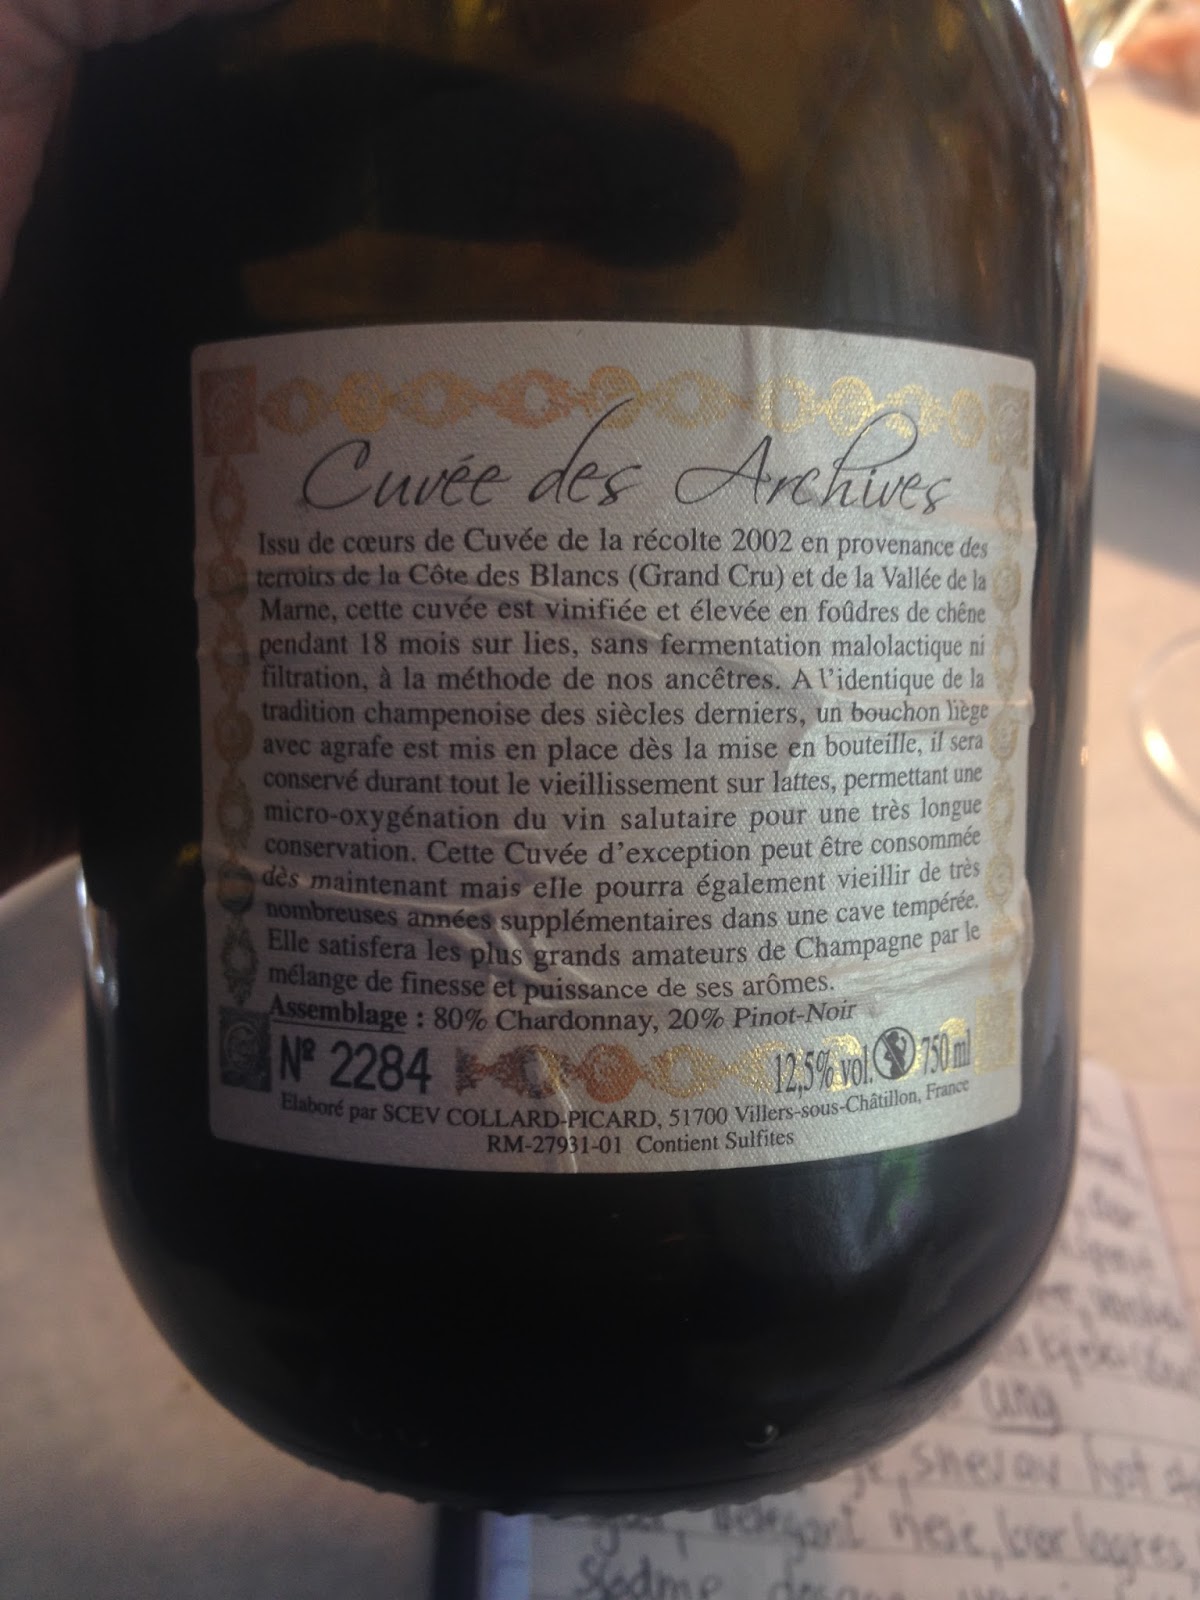 Cuvée des Archives
Issu de cœurs de Cuvée de la récolte 2002 en provenance des
terroirs de la Côte des Blancs (Grand Cru) et de la Vallée de la
Marne, cette cuvée est vinifiée et élevée en foûdres de chêne
pendant 18 mois sur lies, sans fermentation malolactique ni
filtration, à la méthode de nos ancêtres. A l'identique de la
tradition champenoise des siècles derniers, un bouchon liège
avec agrafe est mis en place dès la mise en bouteille, il sera
conservé durant tout le vieillissement sur lattes, permettant une
micro-oxygénation du vin salutaire pour une très longue
conservation. Cette Cuvée d'exception peut être consommée
dès maintenant mais elle pourra également vieillir de très
nombreuses années supplémentaires dans une cave tempérée.
Elle satisfera les plus grands amateurs de Champagne par le
mélange de finesse et puissance de ses arômes.
Assemblage : 80% Chardonnay, 20% Pinot-Noir
Nº 2284 12,5% vol. 750 ml
Elaboré par SCEV COLLARD-PICARD, 51700 Villers-sous-Châtillon, France
RM-27931-01 Contient Sulfites
ung